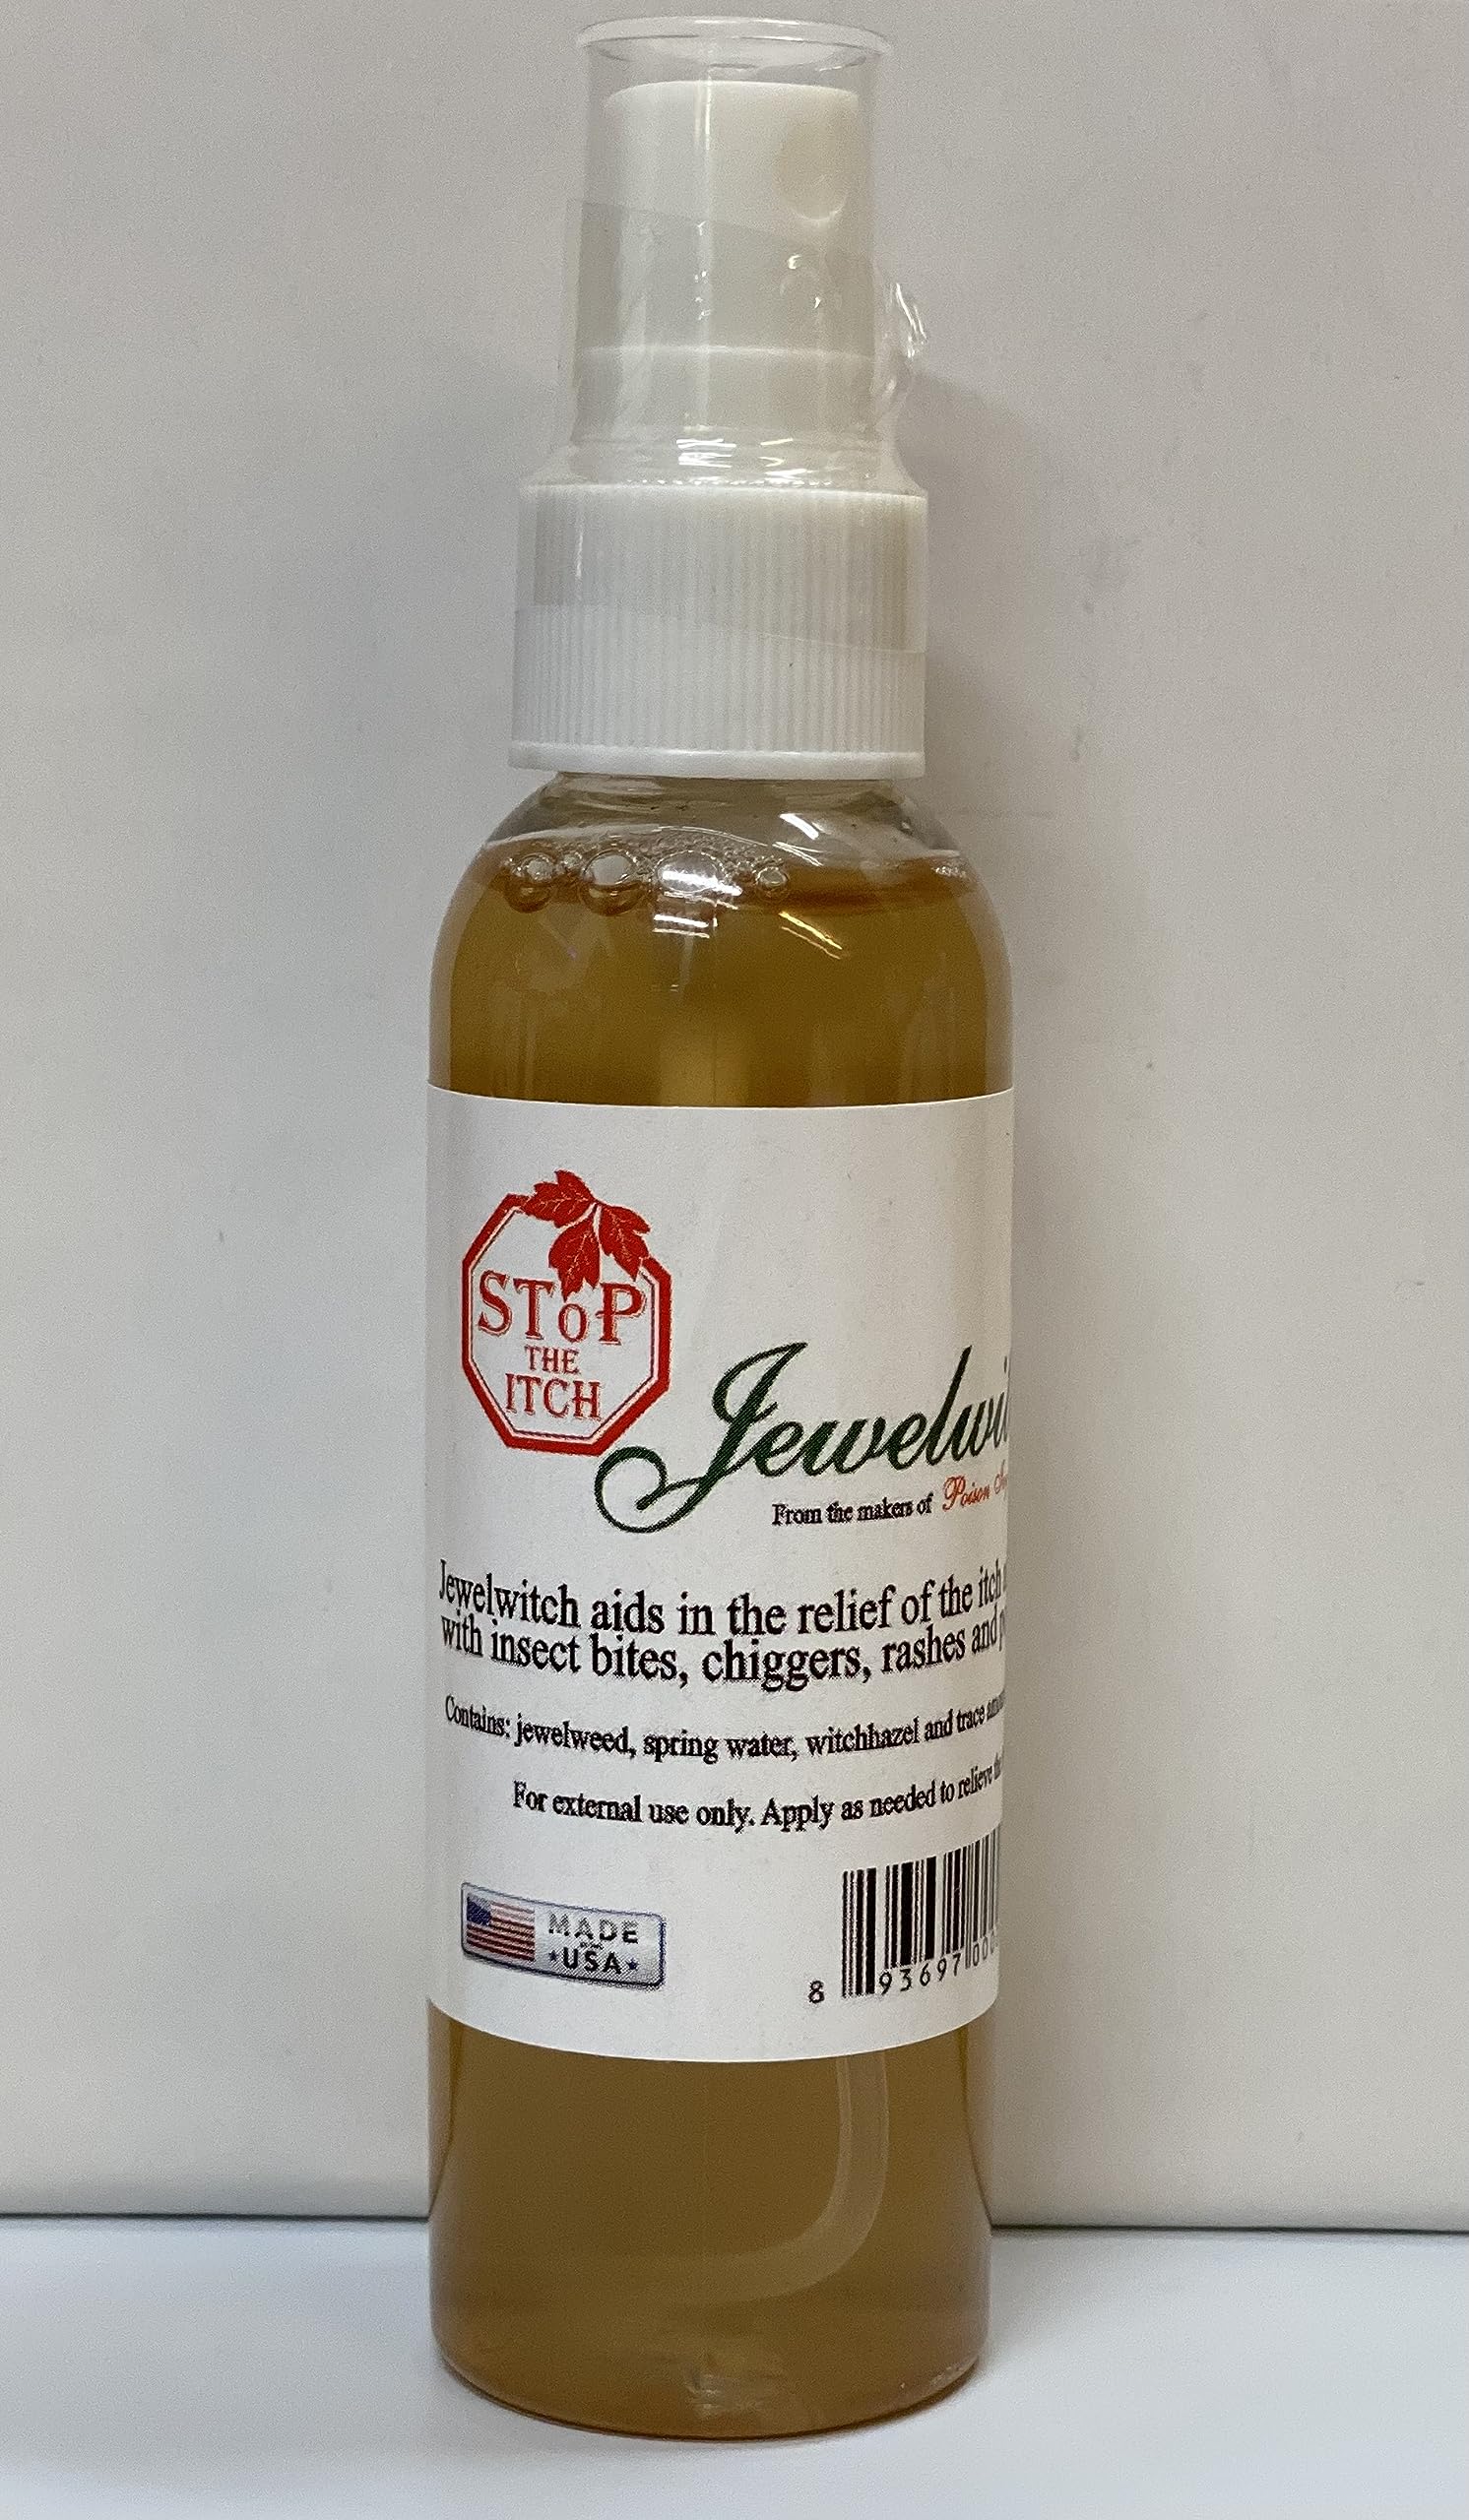 SToP
THE
ITCH
Jewelwi
From the makers of Poison
Jewelwitch aids in the relief of the itch
with insect bites, chiggers, rashes and
Contains: jewelweed, spring water, witchhazel and trace
For external use only. Apply as needed to relieve
MADE
USA
8 93697 00